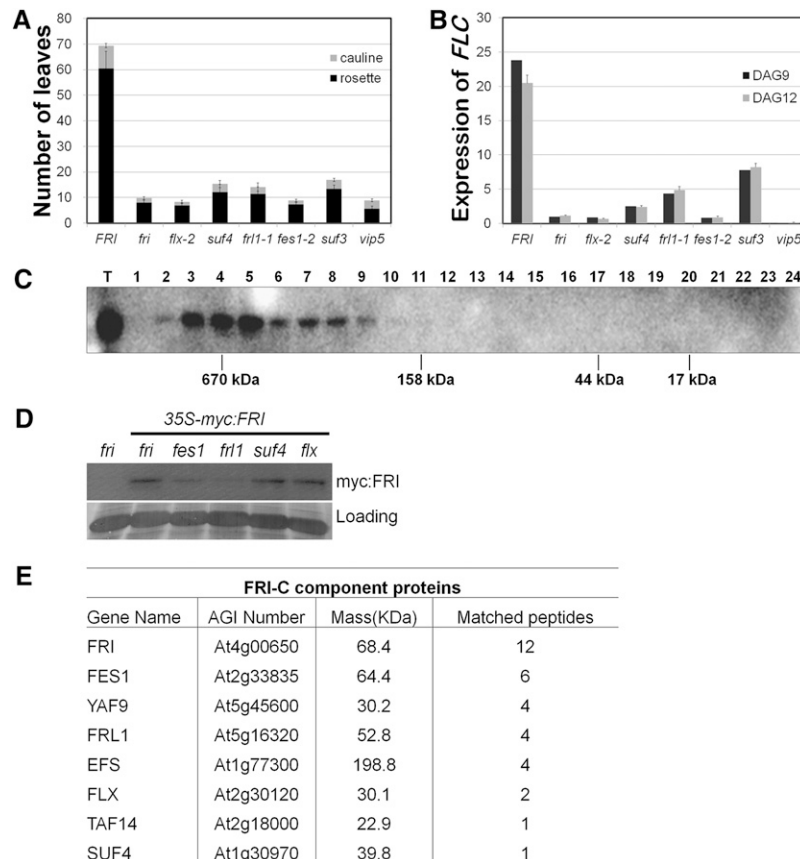 A
Number of leaves
80
70
60
50
40
30
20
10
0
cauline
rosette
FRI fri flx-2 suf4 frl1-1 fes1-2 suf3 vip5
B
Expression of FLC
30
25
20
15
10
5
0
DAG9
DAG12
FRI fri flx-2 suf4 frl1-1 fes1-2 suf3 vip5
C
T 1 2 3 4 5 6 7 8 9 10 11 12 13 14 15 16 17 18 19 20 21 22 23 24
670 kDa 158 kDa 44 kDa 17 kDa
D
35S-myc:FRI
fri fri fes1 frl1 suf4 flx
myc:FRI
Loading
E
FRI-C component proteins
Gene Name AGI Number Mass(KDa) Matched peptides
FRI At4g00650 68.4 12
FES1 At2g33835 64.4 6
YAF9 At5g45600 30.2 4
FRL1 At5g16320 52.8 4
EFS At1g77300 198.8 4
FLX At2g30120 30.1 2
TAF14 At2g18000 22.9 1
SUF4 At1g30970 39.8 1